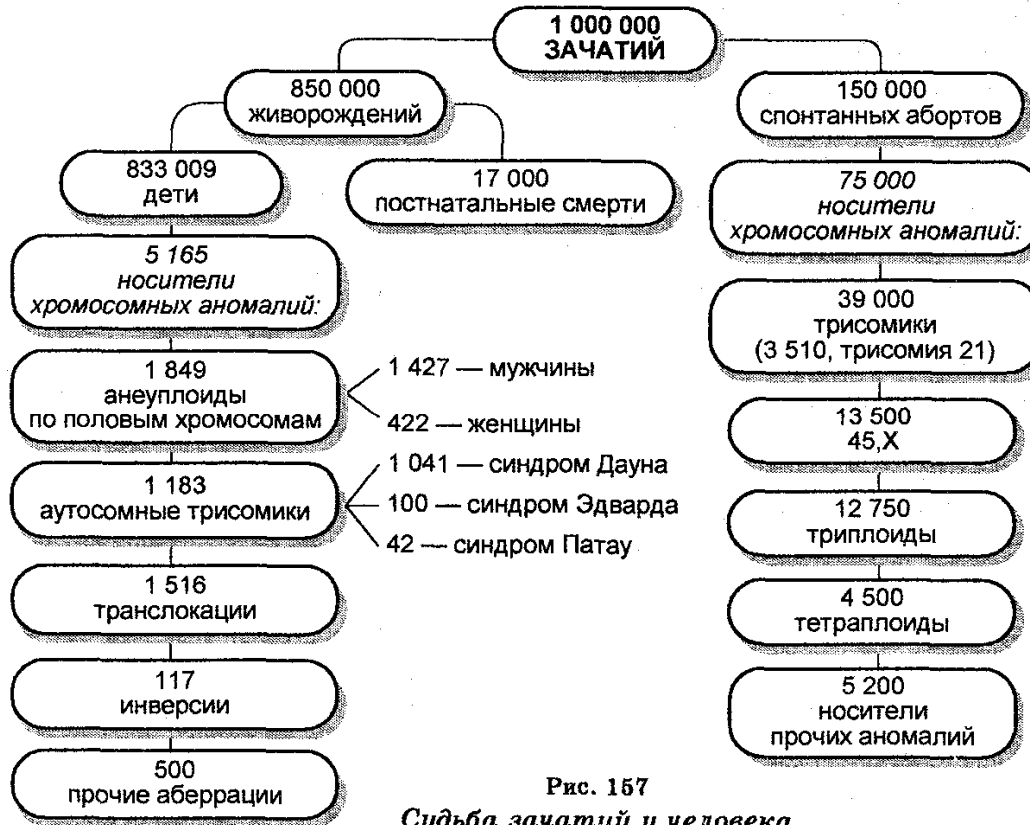 1 000 000
ЗАЧАТИЙ
850 000
живорождений
150 000
спонтанных абортов
833 009
дети
17 000
постнатальные смерти
75 000
носители
хромосомных аномалий:
5 165
носители
хромосомных аномалий:
39 000
трисомики
(3 510, трисомия 21)
1 849
анеуплоиды
по половым хромосомам
1 427 — мужчины
422 — женщины
13 500
45,X
1 183
аутосомные трисомики
1 041 — синдром Дауна
100 — синдром Эдварда
42 — синдром Патау
12 750
триплоиды
1 516
транслокации
4 500
тетраплоиды
117
инверсии
5 200
носители
прочих аномалий
500
прочие аберрации
Рис. 157
Судьба зачатий у человека